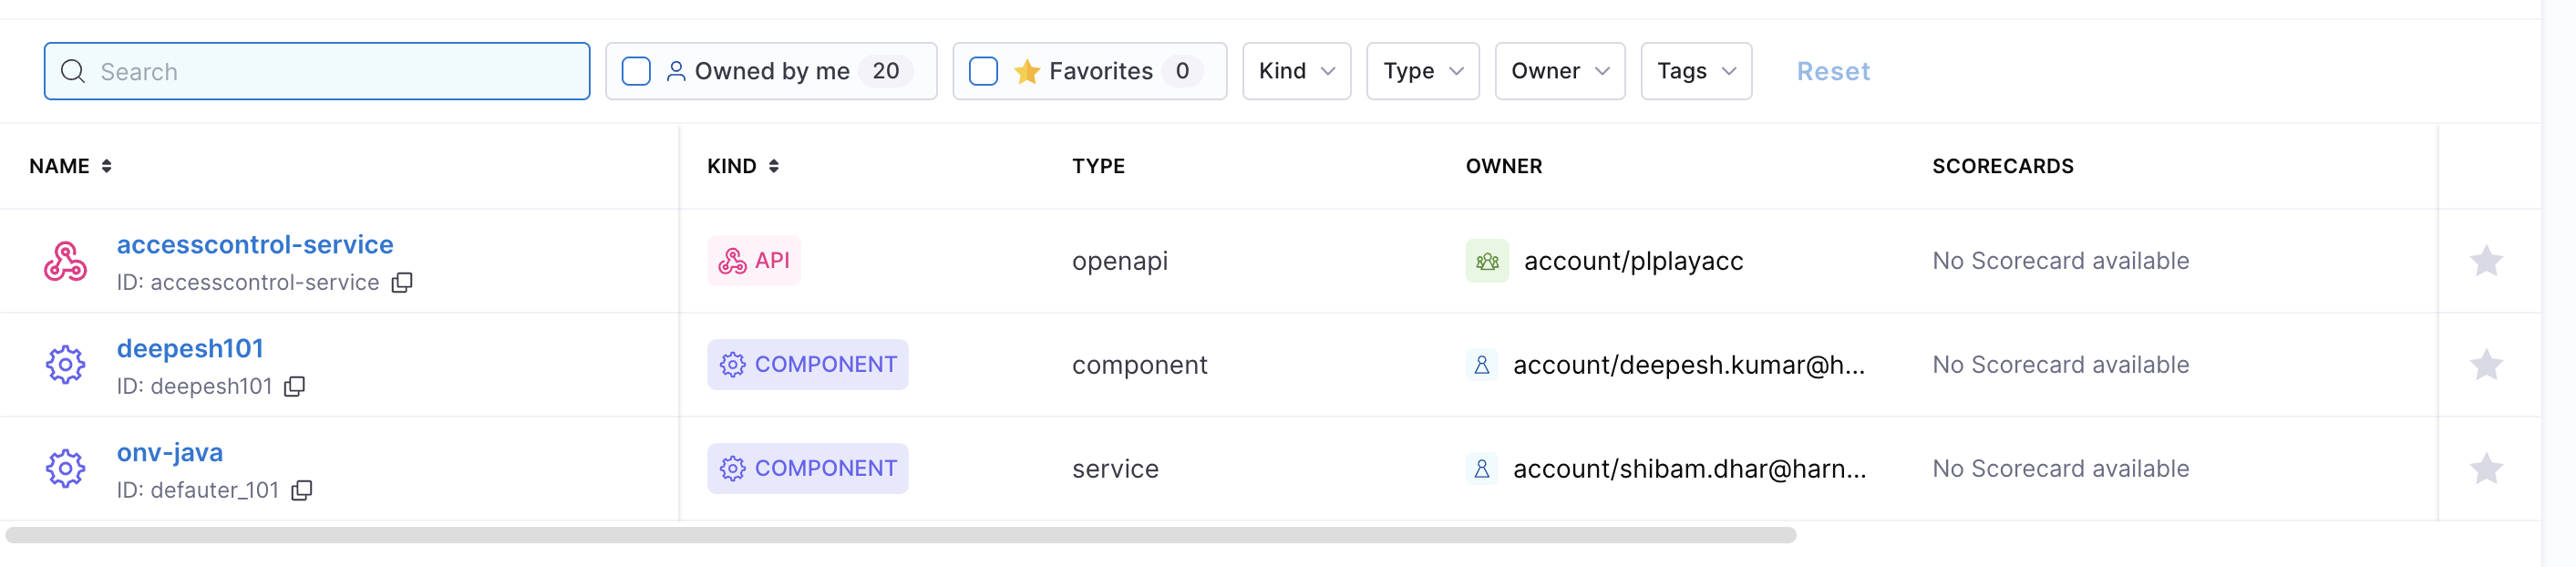 Search Owned by me 20 Favorites 0 Kind Type Owner Tags Reset
NAME KIND TYPE OWNER SCORECARDS
accesscontrol-service
ID: accesscontrol-service
API openapi account/plplayacc No Scorecard available
deepesh101
ID: deepesh101
COMPONENT component account/deepesh.kumar@h... No Scorecard available
onv-java
ID: defauter_101
COMPONENT service account/shibam.dhar@harn... No Scorecard available